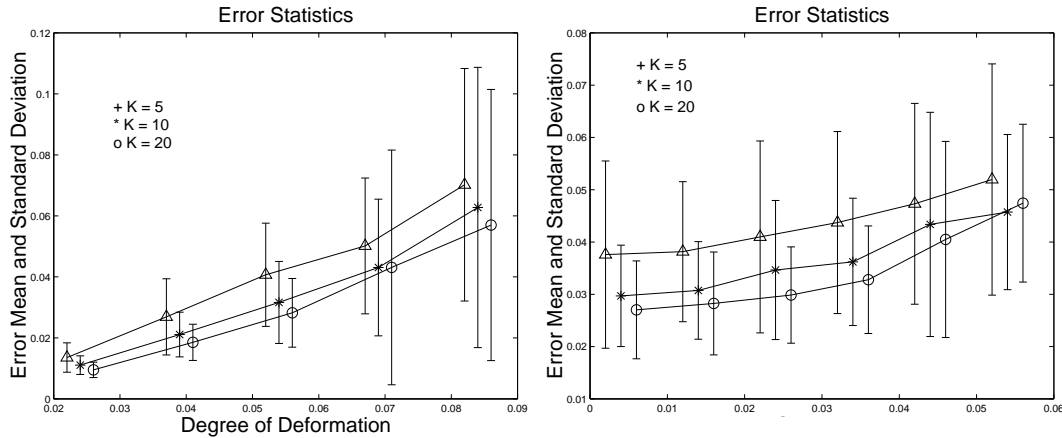 Error Statistics
Error Mean and Standard Deviation
0.12
0.1
0.08
0.06
0.04
0.02
0
+ K = 5
* K = 10
o K = 20
0.02 0.03 0.04 0.05 0.06 0.07 0.08 0.09
Degree of Deformation
Error Statistics
Error Mean and Standard Deviation
0.08
0.07
0.06
0.05
0.04
0.03
0.02
0.01
+ K = 5
* K = 10
o K = 20
0 0.01 0.02 0.03 0.04 0.05 0.06